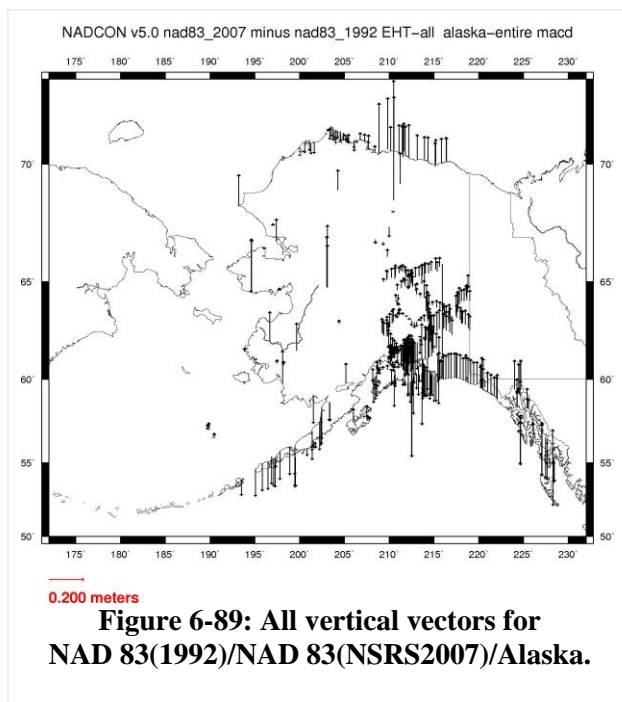 NADCON v5.0 nad83_2007 minus nad83_1992 EHT−all alaska−entire macd
175˚ 180˚ 185˚ 190˚ 195˚ 200˚ 205˚ 210˚ 215˚ 220˚ 225˚ 230˚
70˚ 70˚
65˚ 65˚
60˚ 60˚
55˚ 55˚
50˚ 50˚
175˚ 180˚ 185˚ 190˚ 195˚ 200˚ 205˚ 210˚ 215˚ 220˚ 225˚ 230˚
0.200 meters
Figure 6-89: All vertical vectors for
NAD 83(1992)/NAD 83(NSRS2007)/Alaska.